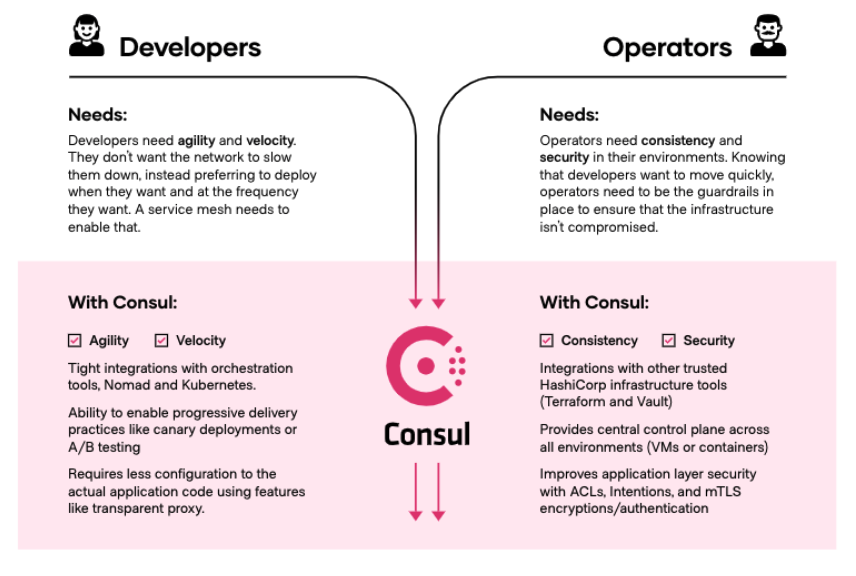 Developers
Needs:
Developers need agility and velocity.
They don't want the network to slow
them down, instead preferring to deploy
when they want and at the frequency
they want. A service mesh needs to
enable that.
Operators
Needs:
Operators need consistency and
security in their environments. Knowing
that developers want to move quickly,
operators need to be the guardrails in
place to ensure that the infrastructure
isn't compromised.
With Consul:
Agility
Velocity
Tight integrations with orchestration
tools, Nomad and Kubernetes.
Ability to enable progressive delivery
practices like canary deployments or
A/B testing
Requires less configuration to the
actual application code using features
like transparent proxy.
Consul
With Consul:
Consistency
Security
Integrations with other trusted
HashiCorp infrastructure tools
(Terraform and Vault)
Provides central control plane across
all environments (VMs or containers)
Improves application layer security
with ACLs, Intentions, and mTLS
encryptions/authentication